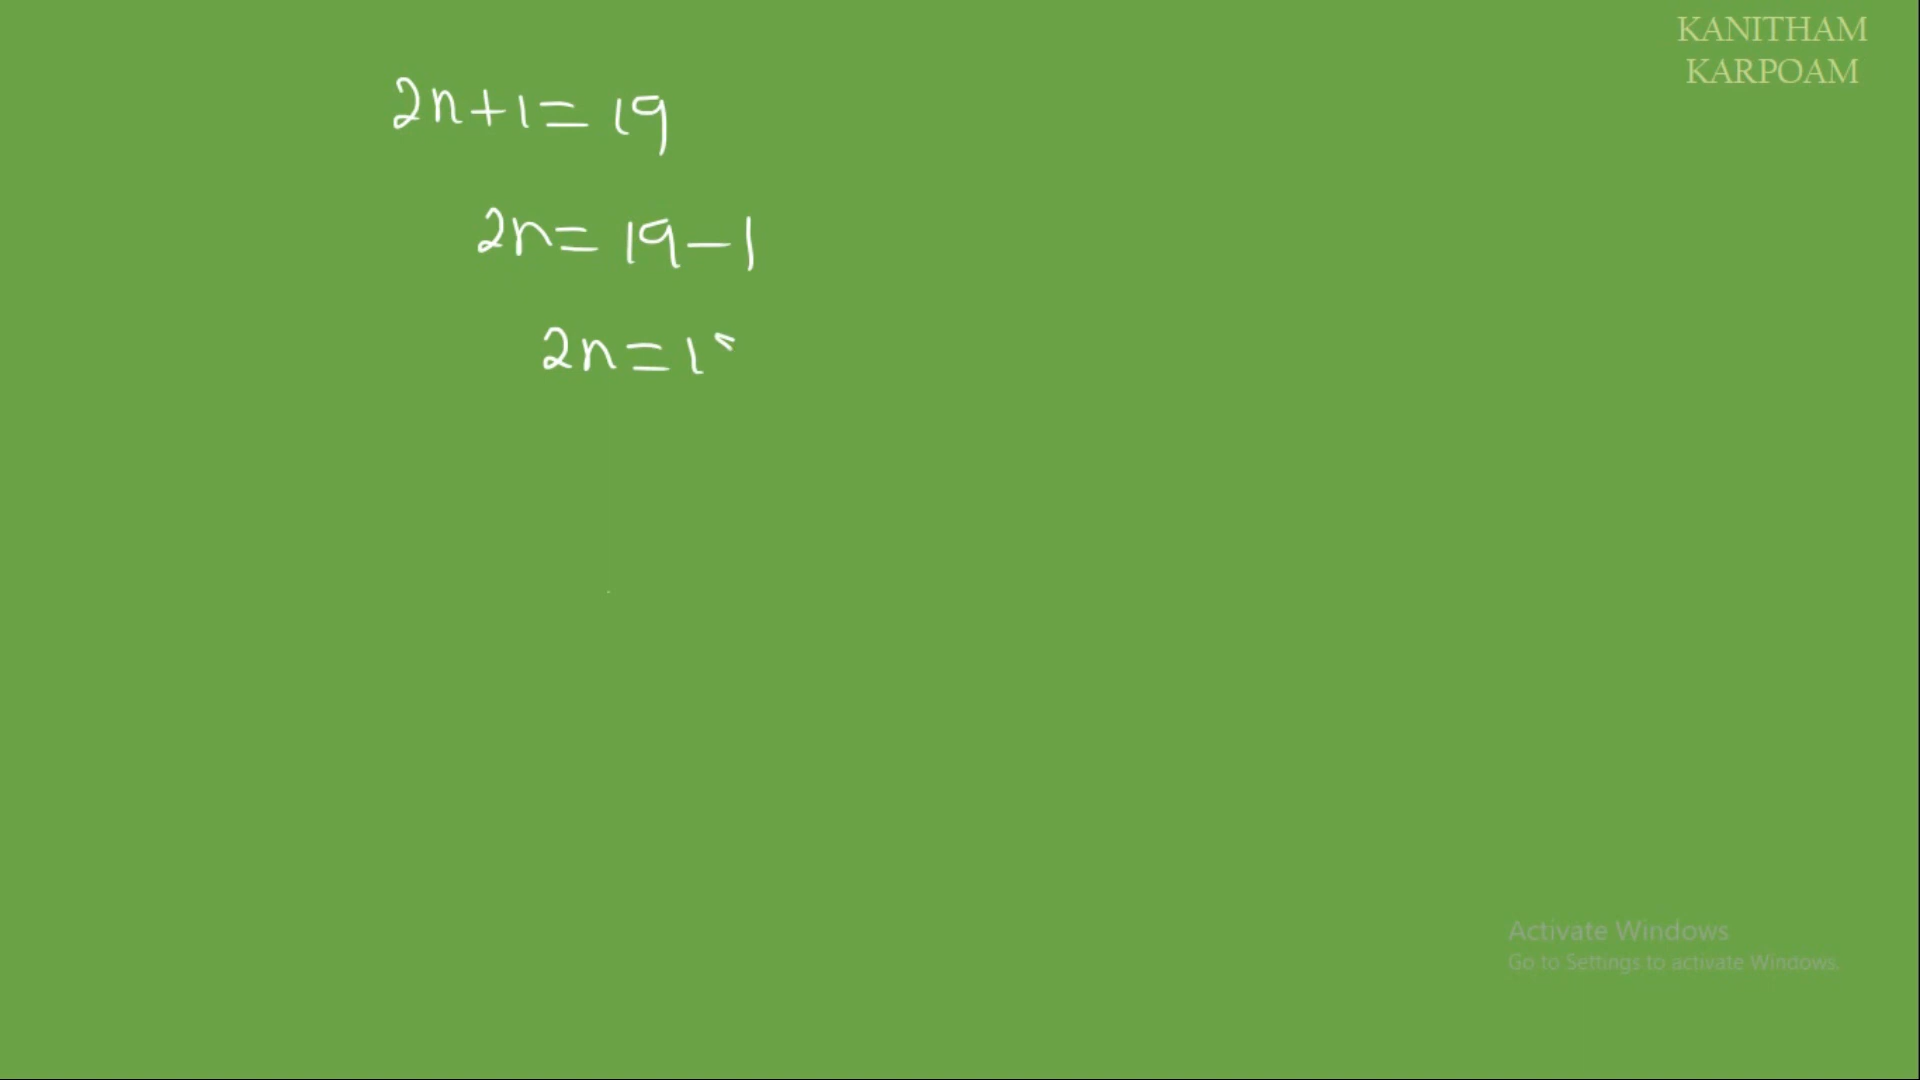 KANITHAM
KARPOAM
2n+1=19
2n=19-1
2n=1
Activate Windows
Go to Settings to activate Windows.